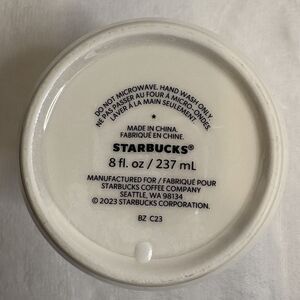 DO NOT MICROWAVE. HAND WASH ONLY.
NE PAS PASSER AU FOUR À MICRO-ONDES.
LAVER À LA MAIN SEULEMENT.
MADE IN CHINA.
FABRIQUÉ EN CHINE.
STARBUCKS®
8 fl. oz / 237 mL
MANUFACTURED FOR / FABRIQUÉ POUR
STARBUCKS COFFEE COMPANY
SEATTLE, WA 98134
© 2023 STARBUCKS CORPORATION.
BZ C23